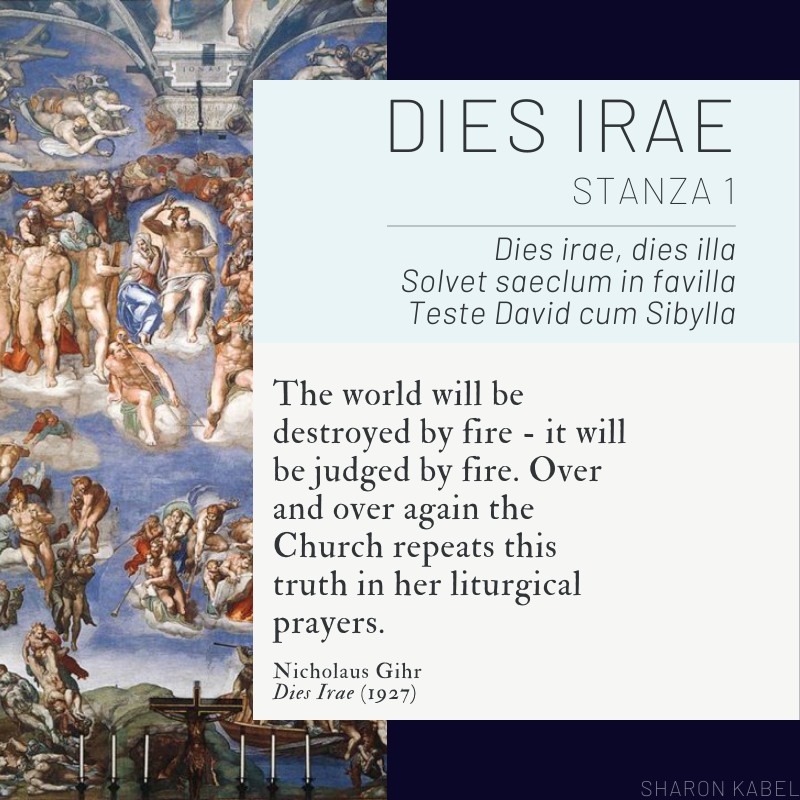 IONAS
DIES IRAE
STANZA 1
Dies irae, dies illa
Solvet saeclum in favilla
Teste David cum Sibylla
The world will be
destroyed by fire - it will
be judged by fire. Over
and over again the
Church repeats this
truth in her liturgical
prayers.
Nicholaus Gihr
Dies Irae (1927)
SHARON KABEL